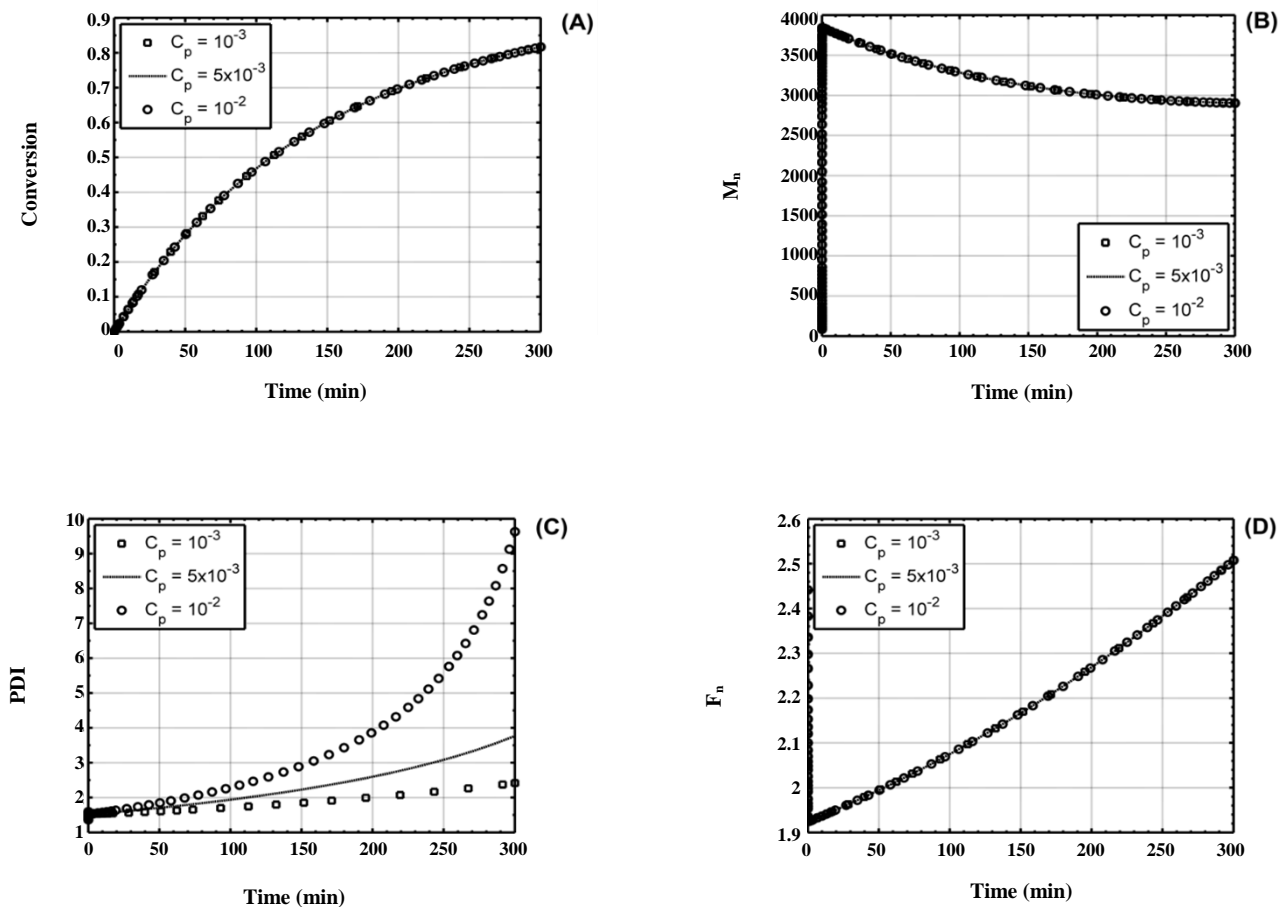 (A)
0.9
0.8
0.7
0.6
0.5
0.4
0.3
0.2
0.1
0
C_p = 10^-3
C_p = 5x10^-3
C_p = 10^-2
Conversion
0 50 100 150 200 250 300
Time (min)
(B)
4000
3500
3000
2500
2000
1500
1000
500
0
M_n
C_p = 10^-3
C_p = 5x10^-3
C_p = 10^-2
0 50 100 150 200 250 300
Time (min)
(C)
10
9
8
7
6
5
4
3
2
1
C_p = 10^-3
C_p = 5x10^-3
C_p = 10^-2
PDI
0 50 100 150 200 250 300
Time (min)
(D)
2.6
2.5
2.4
2.3
2.2
2.1
2
1.9
C_p = 10^-3
C_p = 5x10^-3
C_p = 10^-2
F_n
0 50 100 150 200 250 300
Time (min)